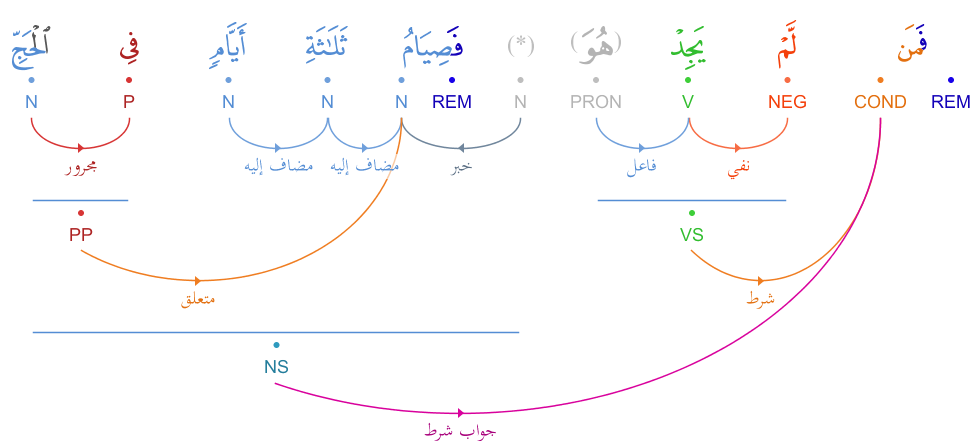 فَمَن لَّمْ يَجِدْ (هُوَ) (*) فَصِيَامُ ثَلَٰثَةِ أَيَّامٍ فِى ٱلْحَجِّ
REM COND NEG V PRON N REM N N N P N
نفي فاعل خبر مضاف إليه مضاف إليه مجرور
VS PP
شرط متعلق
NS
جواب شرط